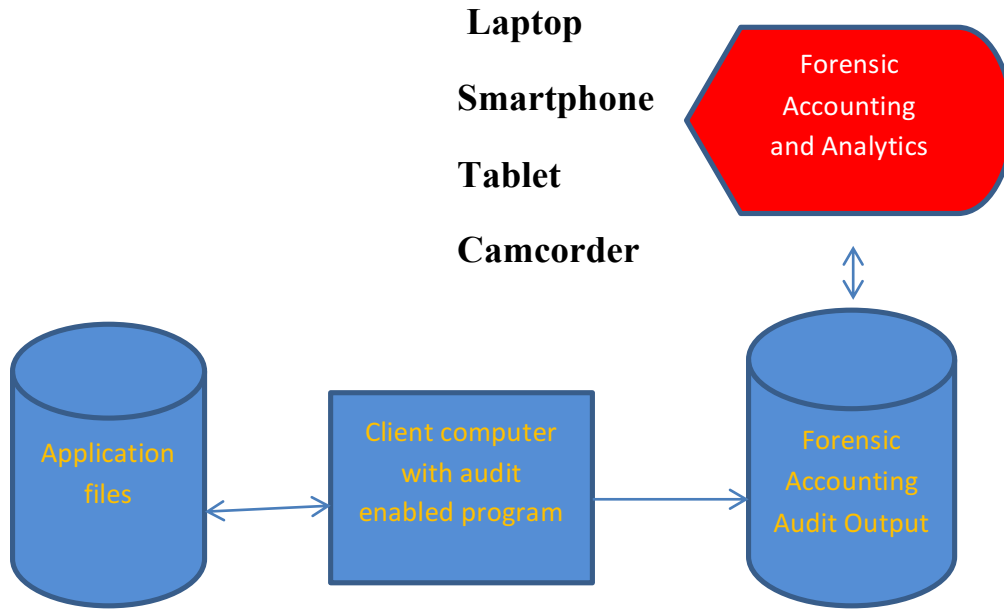 Laptop
Smartphone
Tablet
Camcorder
Forensic
Accounting
and Analytics
Application
files
Client computer
with audit
enabled program
Forensic
Accounting
Audit Output